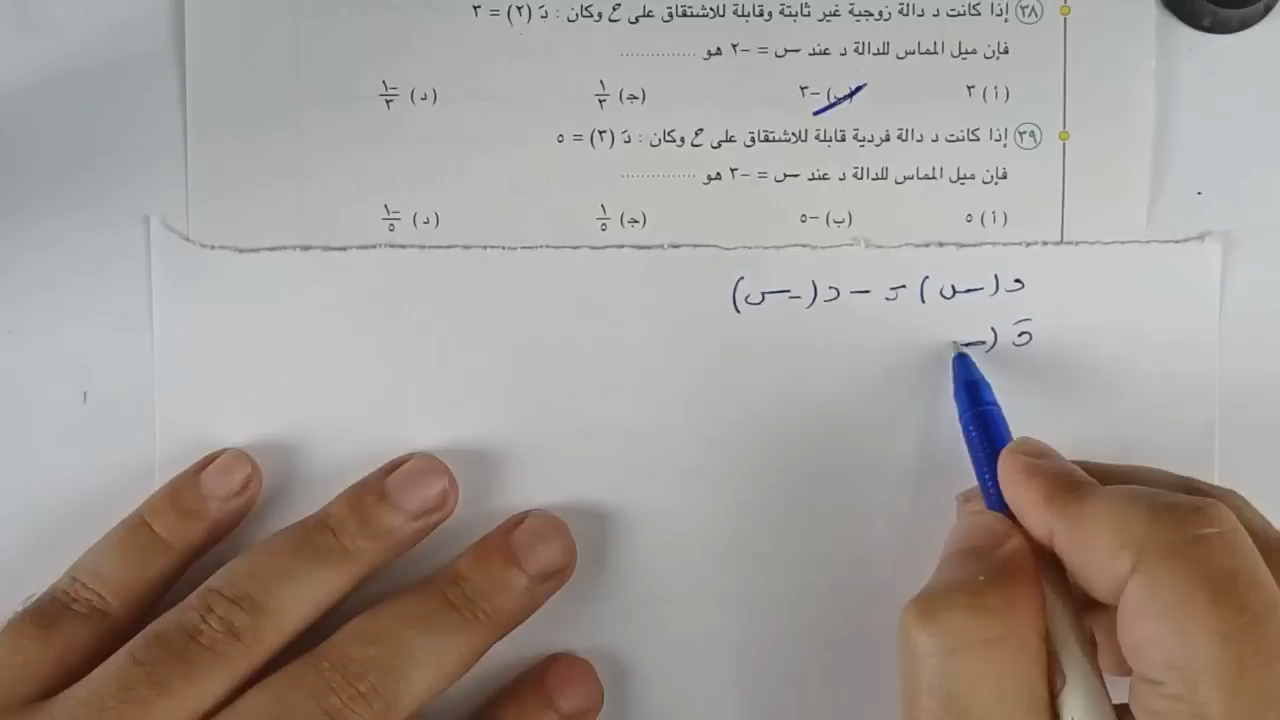 ٣٨ إذا كانت د دالة زوجية غير ثابتة وقابلة للاشتقاق على ح وكان : دَ (٢) = ٣
فإن ميل المماس للدالة د عند س = -٢ هو ...............
(أ) ٣ (ب) -٣ (جـ) ١/٣ (د) -١/٣
٣٩ إذا كانت د دالة فردية قابلة للاشتقاق على ح وكان : دَ (٣) = ٥
فإن ميل المماس للدالة د عند س = -٣ هو ...............
(أ) ٥ (ب) -٥ (جـ) ١/٥ (د) -١/٥
د(س) = - د(-س)
دَ (س